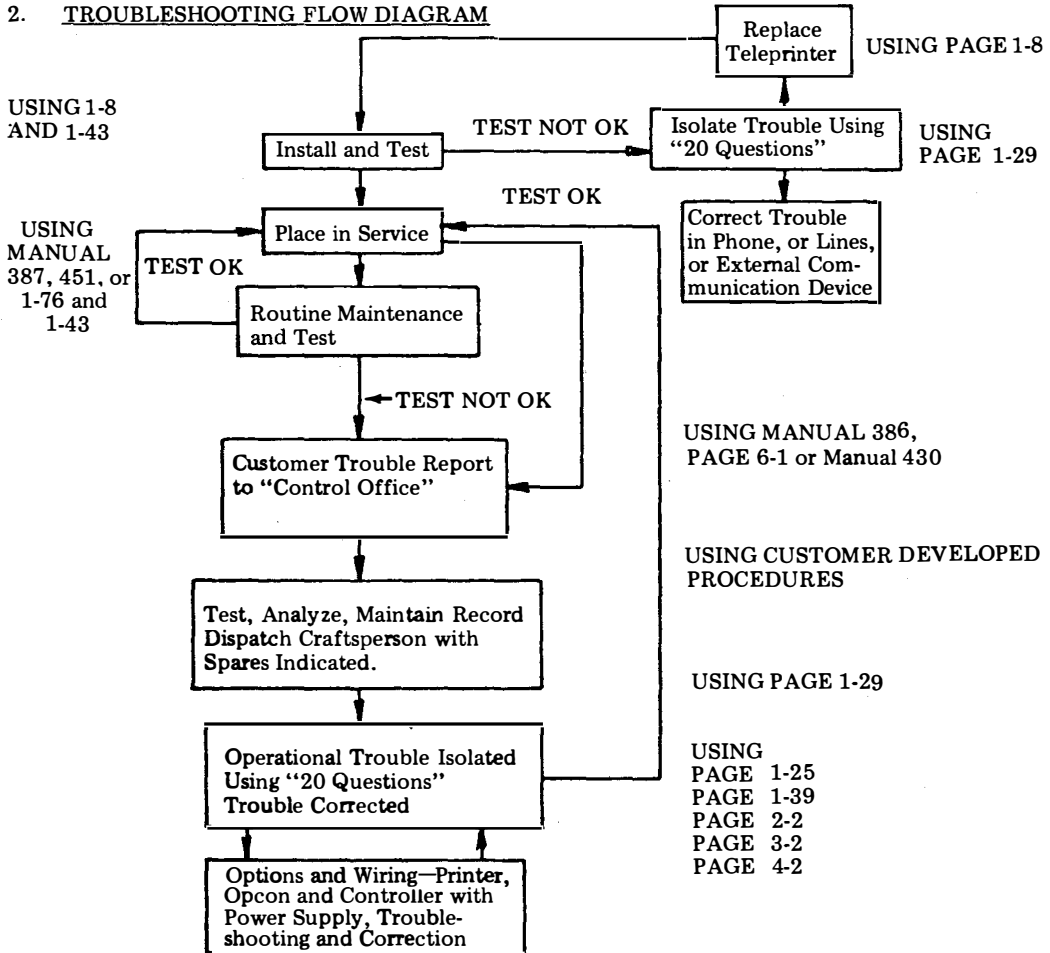 2. TROUBLESHOOTING FLOW DIAGRAM
Replace
Teleprinter
USING PAGE 1-8
USING 1-8
AND 1-43
Install and Test
TEST NOT OK
Isolate Trouble Using
“20 Questions”
USING
PAGE 1-29
TEST OK
Place in Service
Correct Trouble
in Phone, or Lines,
or External Com-
munication Device
USING
MANUAL
387, 451, or
1-76 and
1-43
TEST OK
Routine Maintenance
and Test
TEST NOT OK
Customer Trouble Report
to “Control Office”
USING MANUAL 386,
PAGE 6-1 or Manual 430
USING CUSTOMER DEVELOPED
PROCEDURES
Test, Analyze, Maintain Record
Dispatch Craftsperson with
Spares Indicated.
USING PAGE 1-29
Operational Trouble Isolated
Using “20 Questions”
Trouble Corrected
USING
PAGE 1-25
PAGE 1-39
PAGE 2-2
PAGE 3-2
PAGE 4-2
Options and Wiring—Printer,
Opcon and Controller with
Power Supply, Trouble-
shooting and Correction